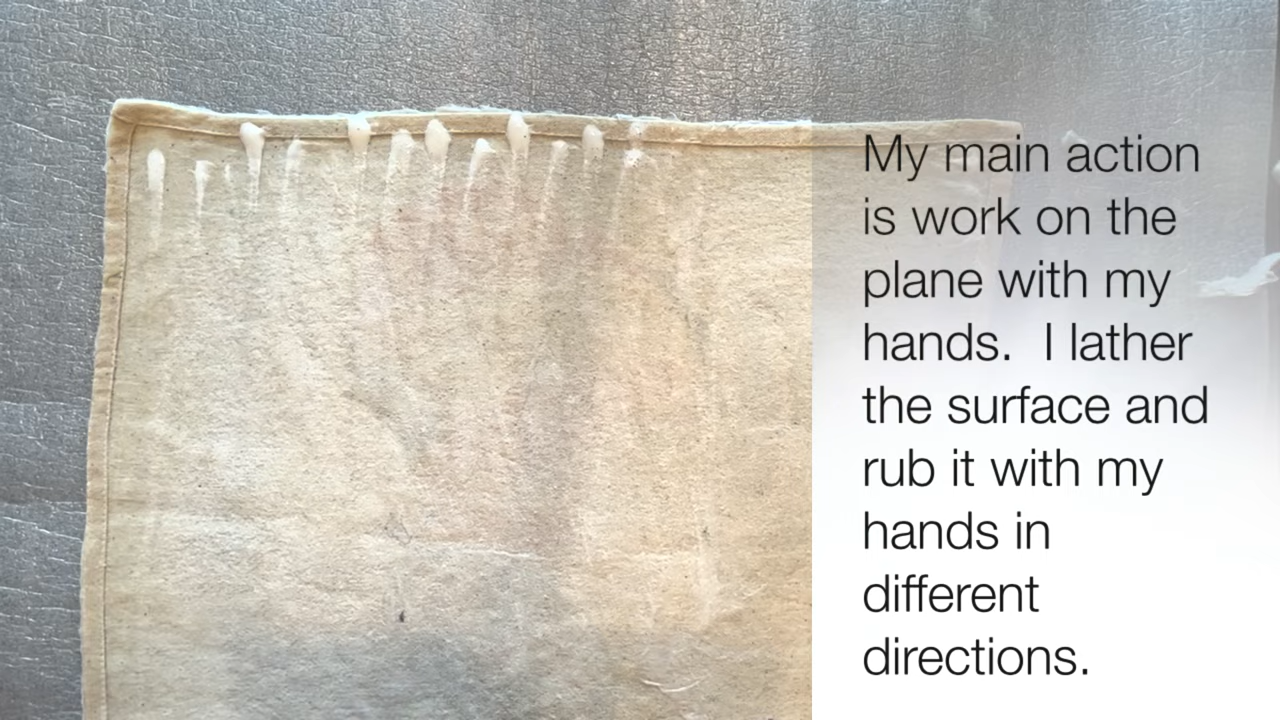 My main action
is work on the
plane with my
hands.  I lather
the surface and
rub it with my
hands in
different
directions.